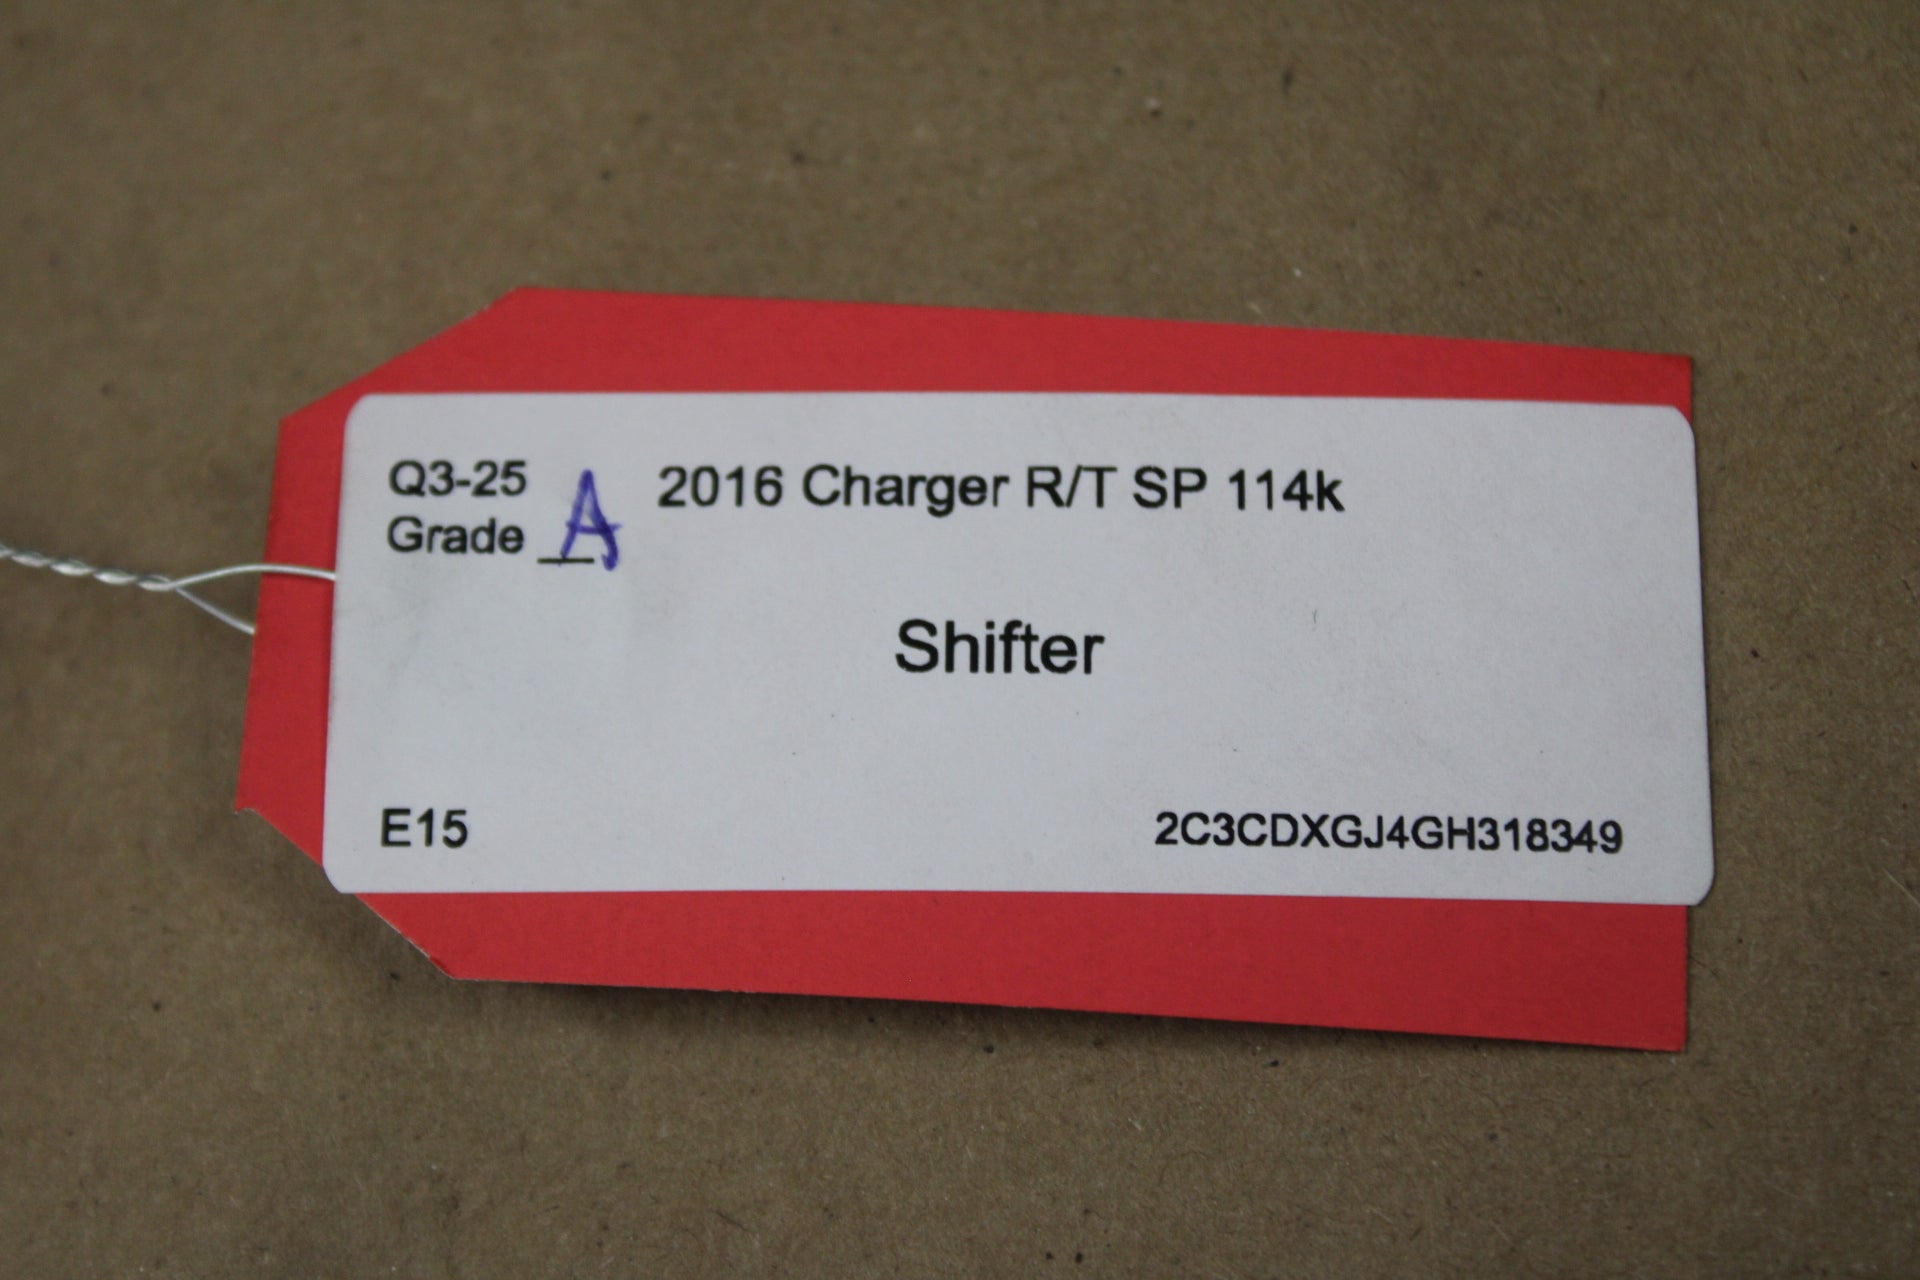 Q3-25
Grade A
2016 Charger R/T SP 114k
Shifter
E15
2C3CDXGJ4GH318349